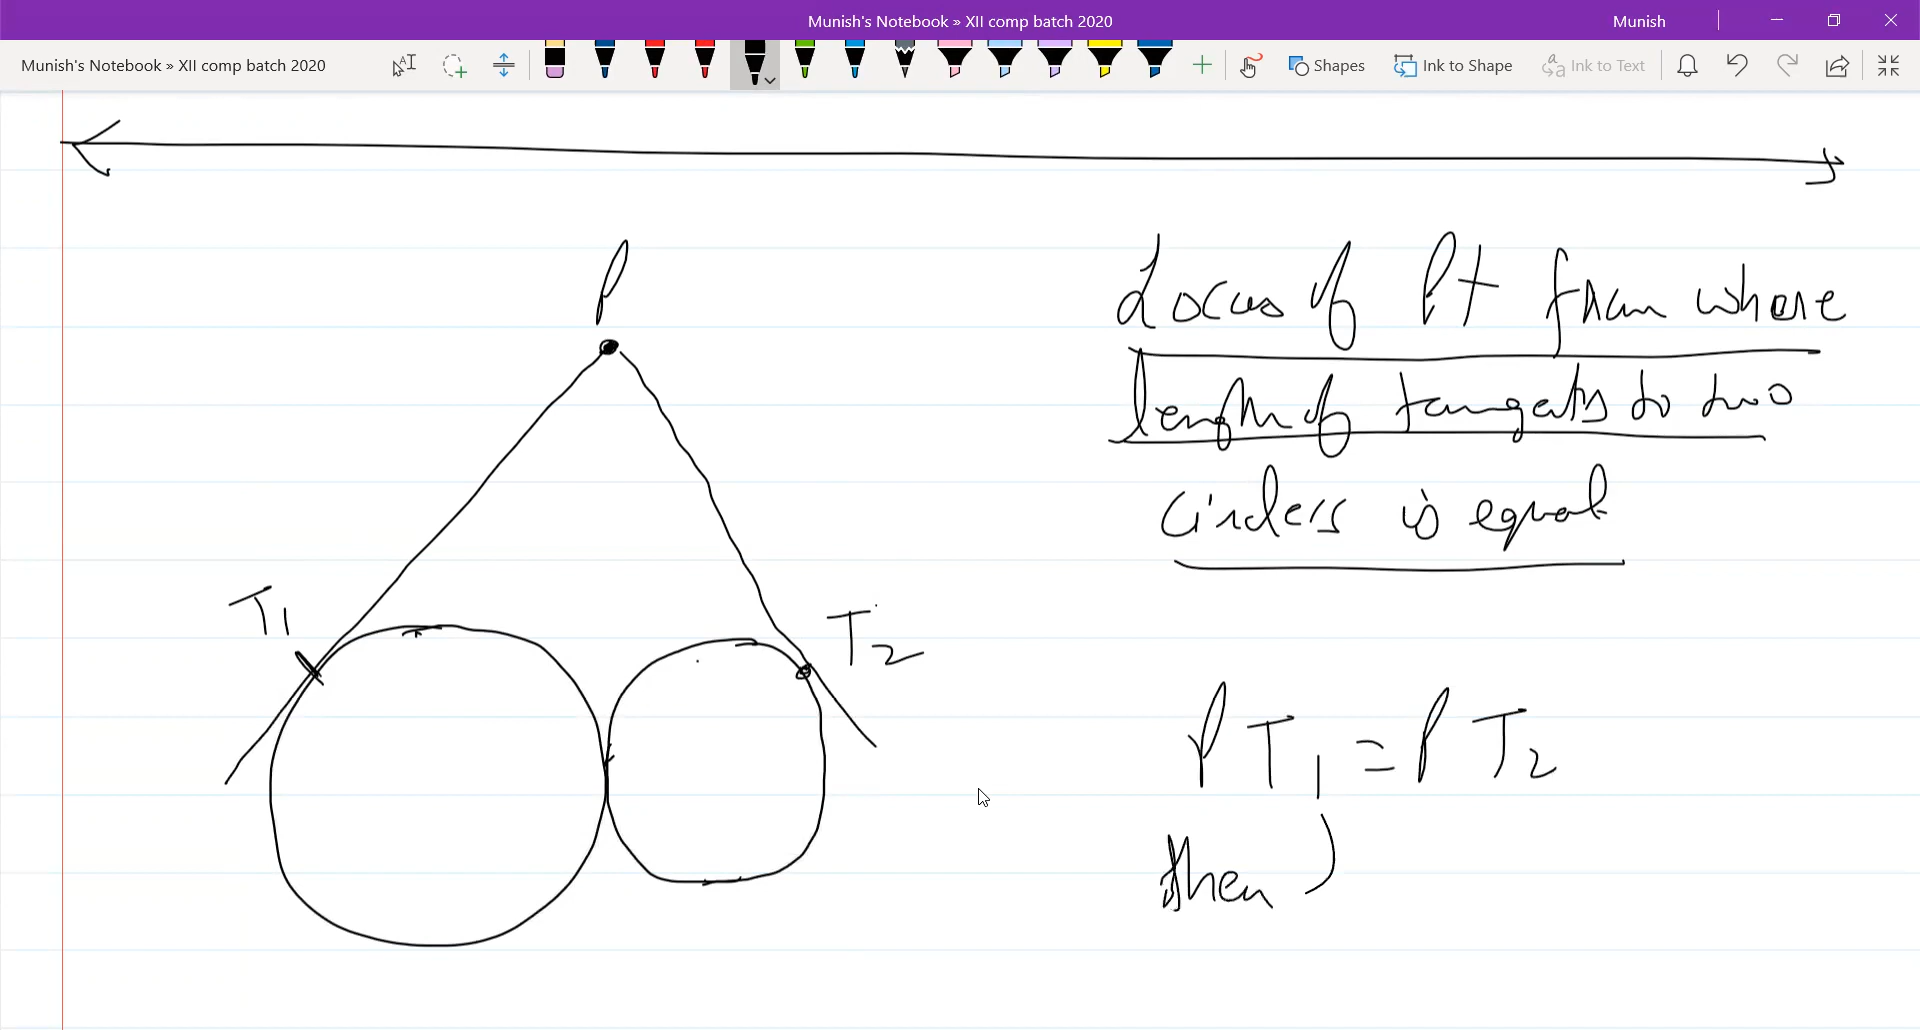 Munish's Notebook » XII comp batch 2020
Munish
Munish's Notebook » XII comp batch 2020
Shapes
Ink to Shape
Ink to Text
P
Locus of Pt from where
length of tangents to two
circles is equal
T1
T2
PT1 = PT2
then